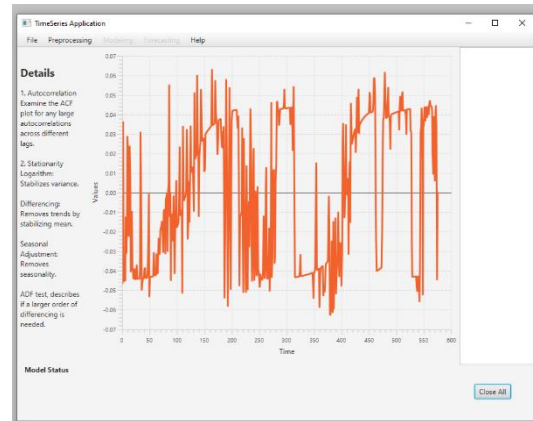 TimeSeries Application
File Preprocessing Modeling Forecasting Help
Details
1. Autocorrelation
Examine the ACF
plot for any large
autocorrelations
across different
lags.
2. Stationarity
Logarithm:
Stabilizes variance.
Differencing:
Removes trends by
stabilizing mean.
Seasonal
Adjustment:
Removes
seasonality.
ADF test, describes
if a larger order of
differencing is
needed.
Model Status
0.07
0.06
0.05
0.04
0.03
0.02
0.01
0.00
-0.01
-0.02
-0.03
-0.04
-0.05
-0.06
-0.07
Values
0 50 100 150 200 250 300 350 400 450 500 550 600
Time
Close All